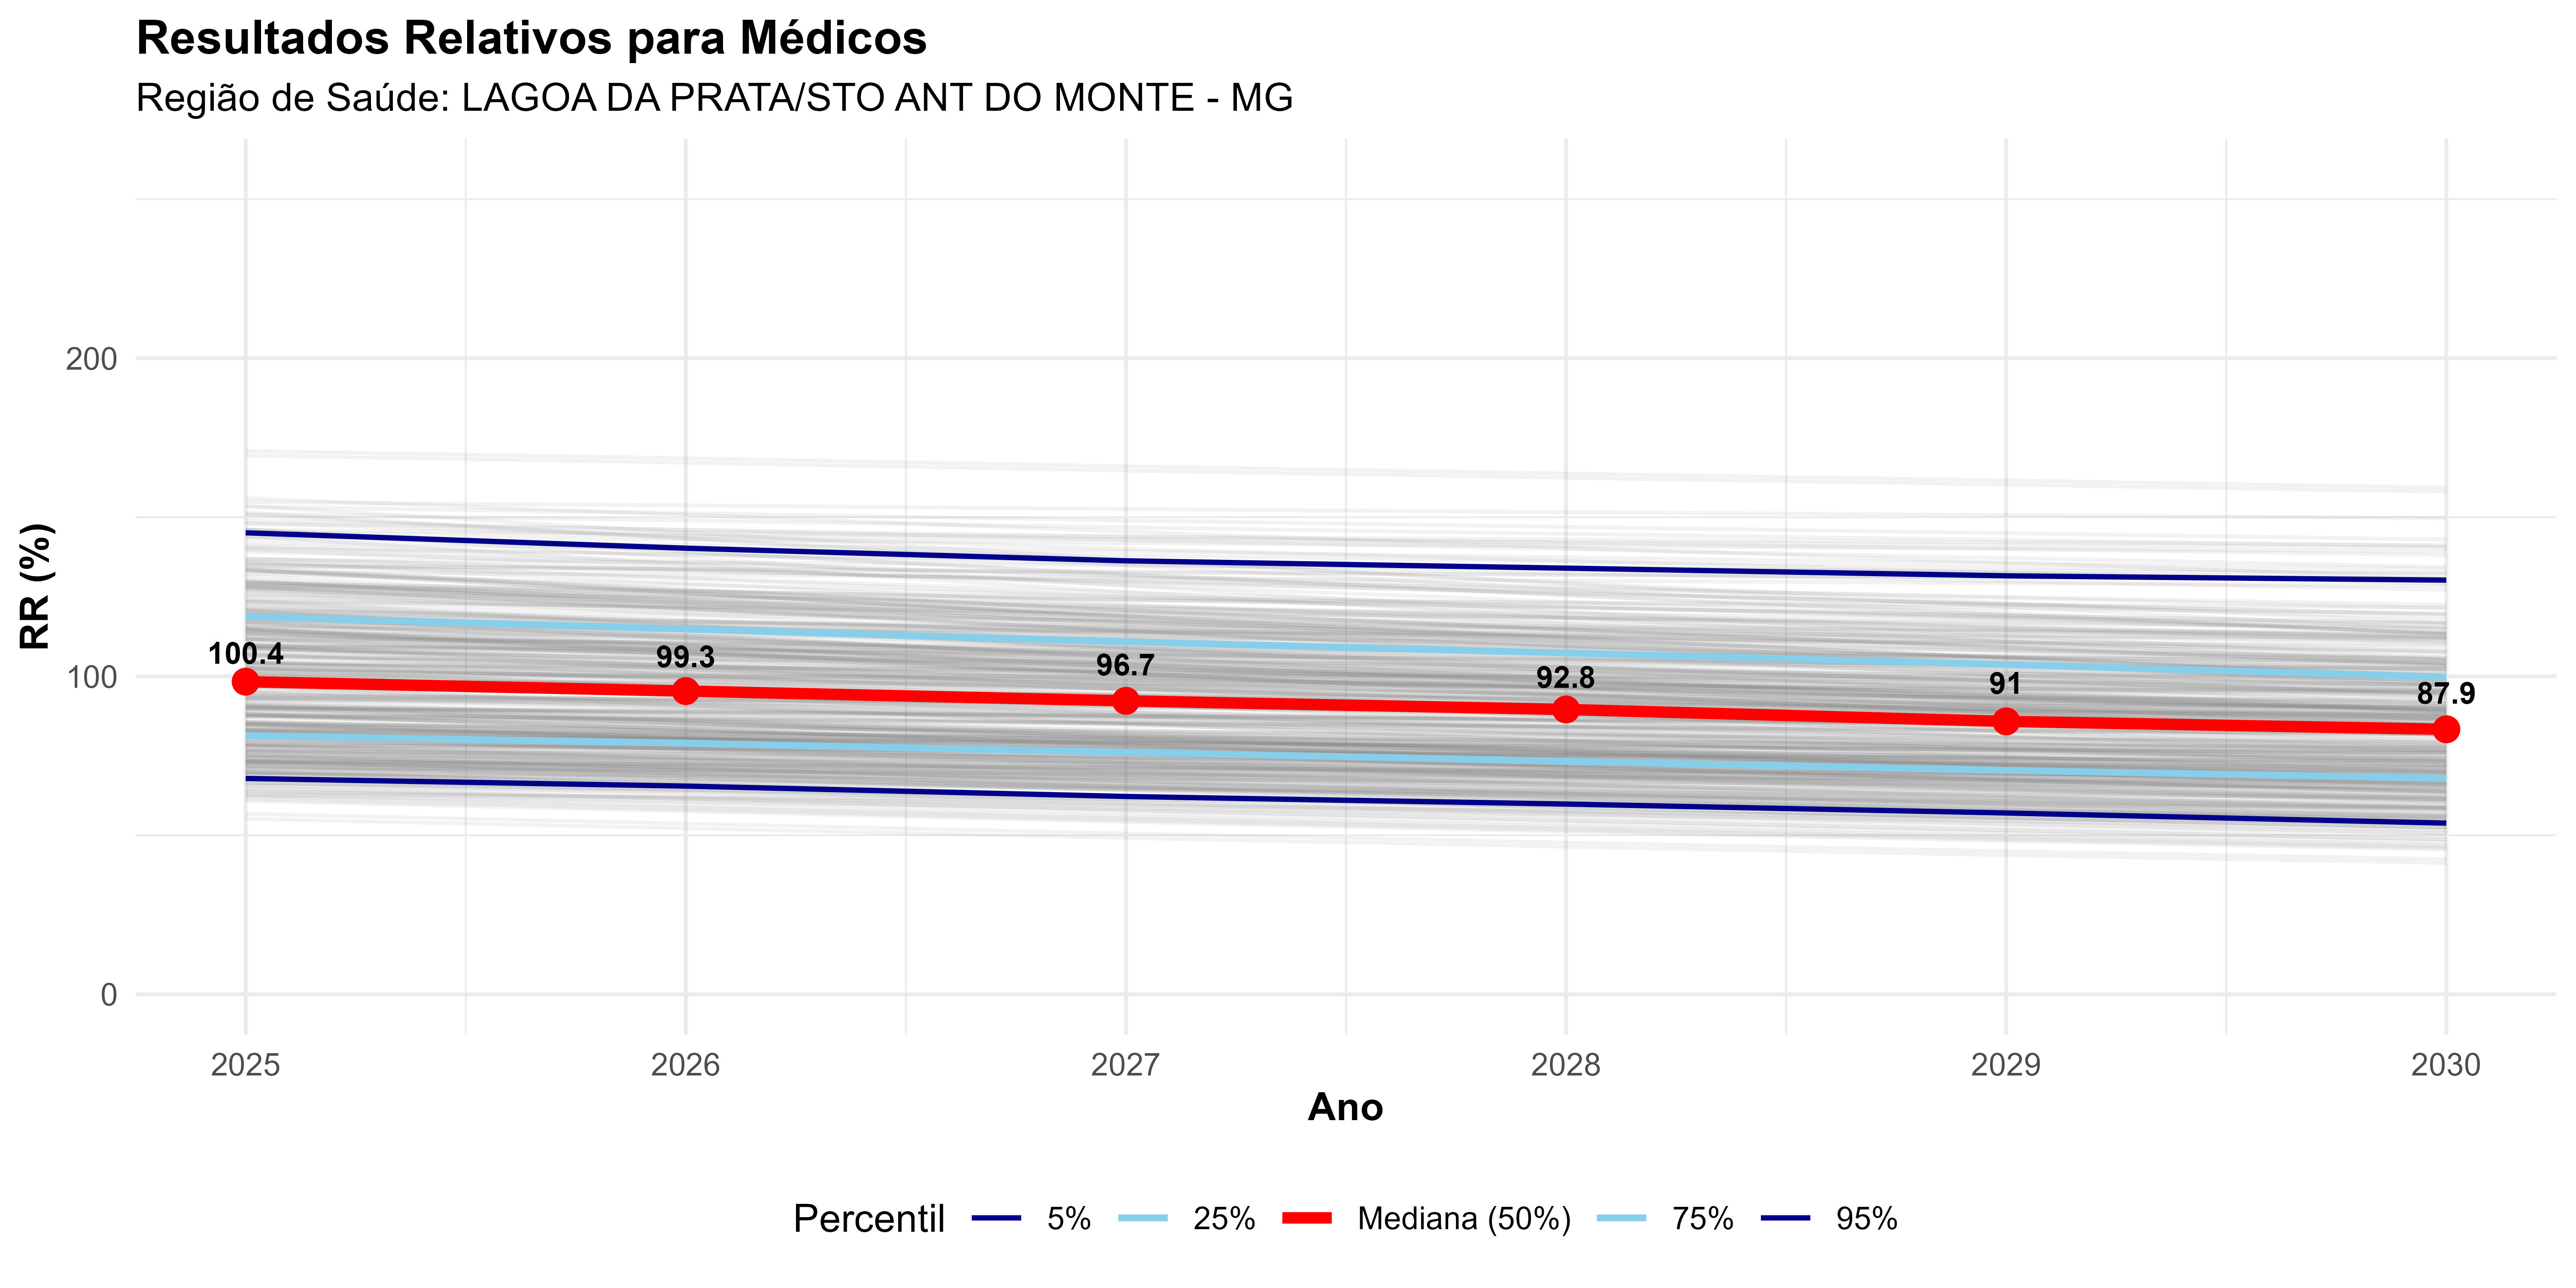 Resultados Relativos para Médicos
Região de Saúde: LAGOA DA PRATA/STO ANT DO MONTE - MG
RR (%)
200
100
0
100.4
99.3
96.7
92.8
91
87.9
2025 2026 2027 2028 2029 2030
Ano
Percentil 5% 25% Mediana (50%) 75% 95%